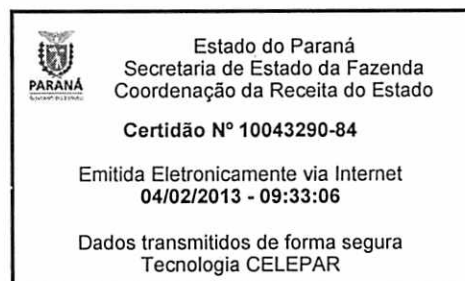 PARANÁ
Estado do Paraná
Secretaria de Estado da Fazenda
Coordenação da Receita do Estado
Certidão Nº 10043290-84
Emitida Eletronicamente via Internet
04/02/2013 - 09:33:06
Dados transmitidos de forma segura
Tecnologia CELEPAR